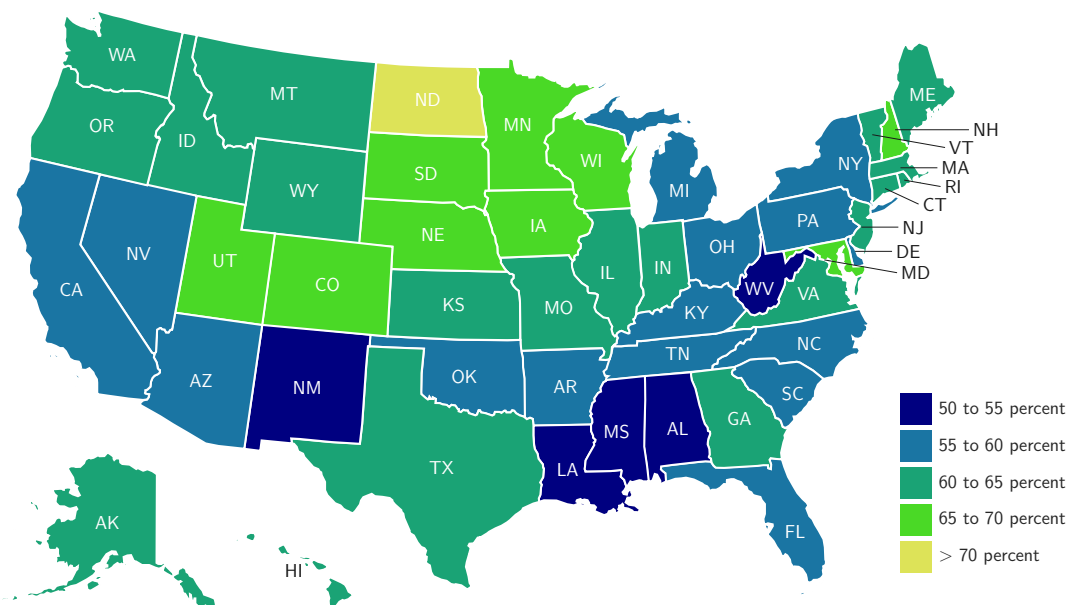 WA
ME
MT
ND
OR
MN
NH
ID
VT
WI
NY
MA
SD
RI
WY
MI
CT
PA
IA
NJ
NE
OH
NV
DE
UT
IL
IN
MD
CO
WV
CA
VA
KS
MO
KY
NC
TN
AZ
OK
AR
NM
SC
50 to 55 percent
GA
AL
MS
55 to 60 percent
TX
LA
60 to 65 percent
AK
65 to 70 percent
FL
> 70 percent
HI